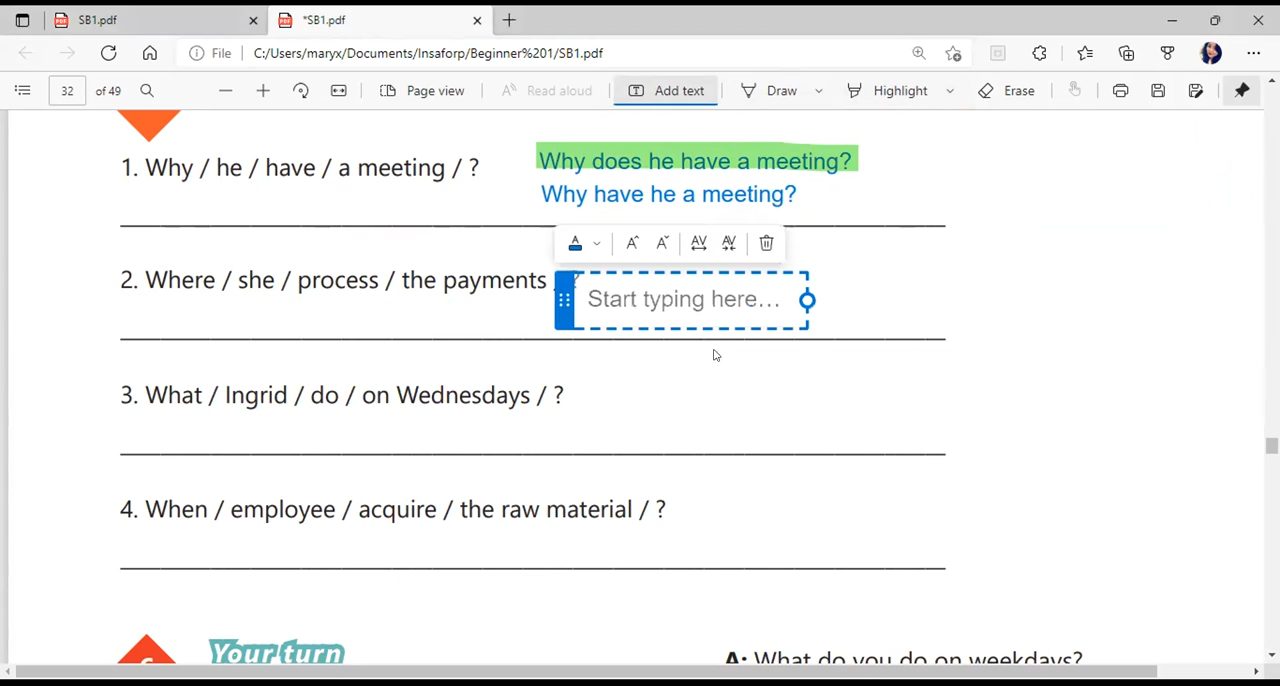 SB1.pdf
*SB1.pdf
File
C:/Users/maryx/Documents/Insaforp/Beginner%201/SB1.pdf
32 of 49
Page view
Read aloud
Add text
Draw
Highlight
Erase
1. Why / he / have / a meeting / ?
Why does he have a meeting?
Why have he a meeting?
2. Where / she / process / the payments / ?
Start typing here...
3. What / Ingrid / do / on Wednesdays / ?
4. When / employee / acquire / the raw material / ?
6
Your turn
A: What do you do on weekdays?